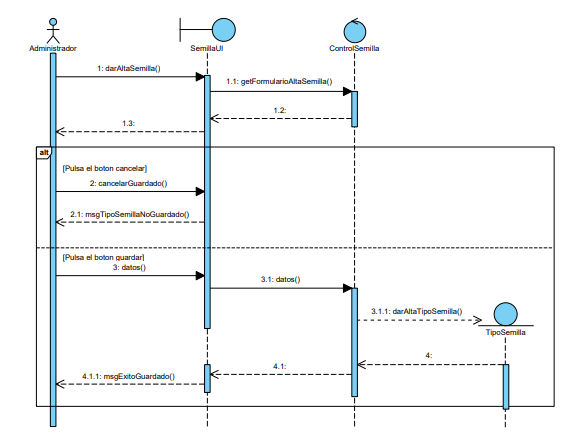 Administrador
SemillaUI
ControlSemilla
1: darAltaSemilla()
1.1: getFormularioAltaSemilla()
1.2:
1.3:
alt
[Pulsa el boton cancelar]
2: cancelarGuardado()
2.1: msgTipoSemillaNoGuardado()
[Pulsa el boton guardar]
3: datos()
3.1: datos()
3.1.1: darAltaTipoSemilla()
TipoSemilla
4:
4.1:
4.1.1: msgExitoGuardado()